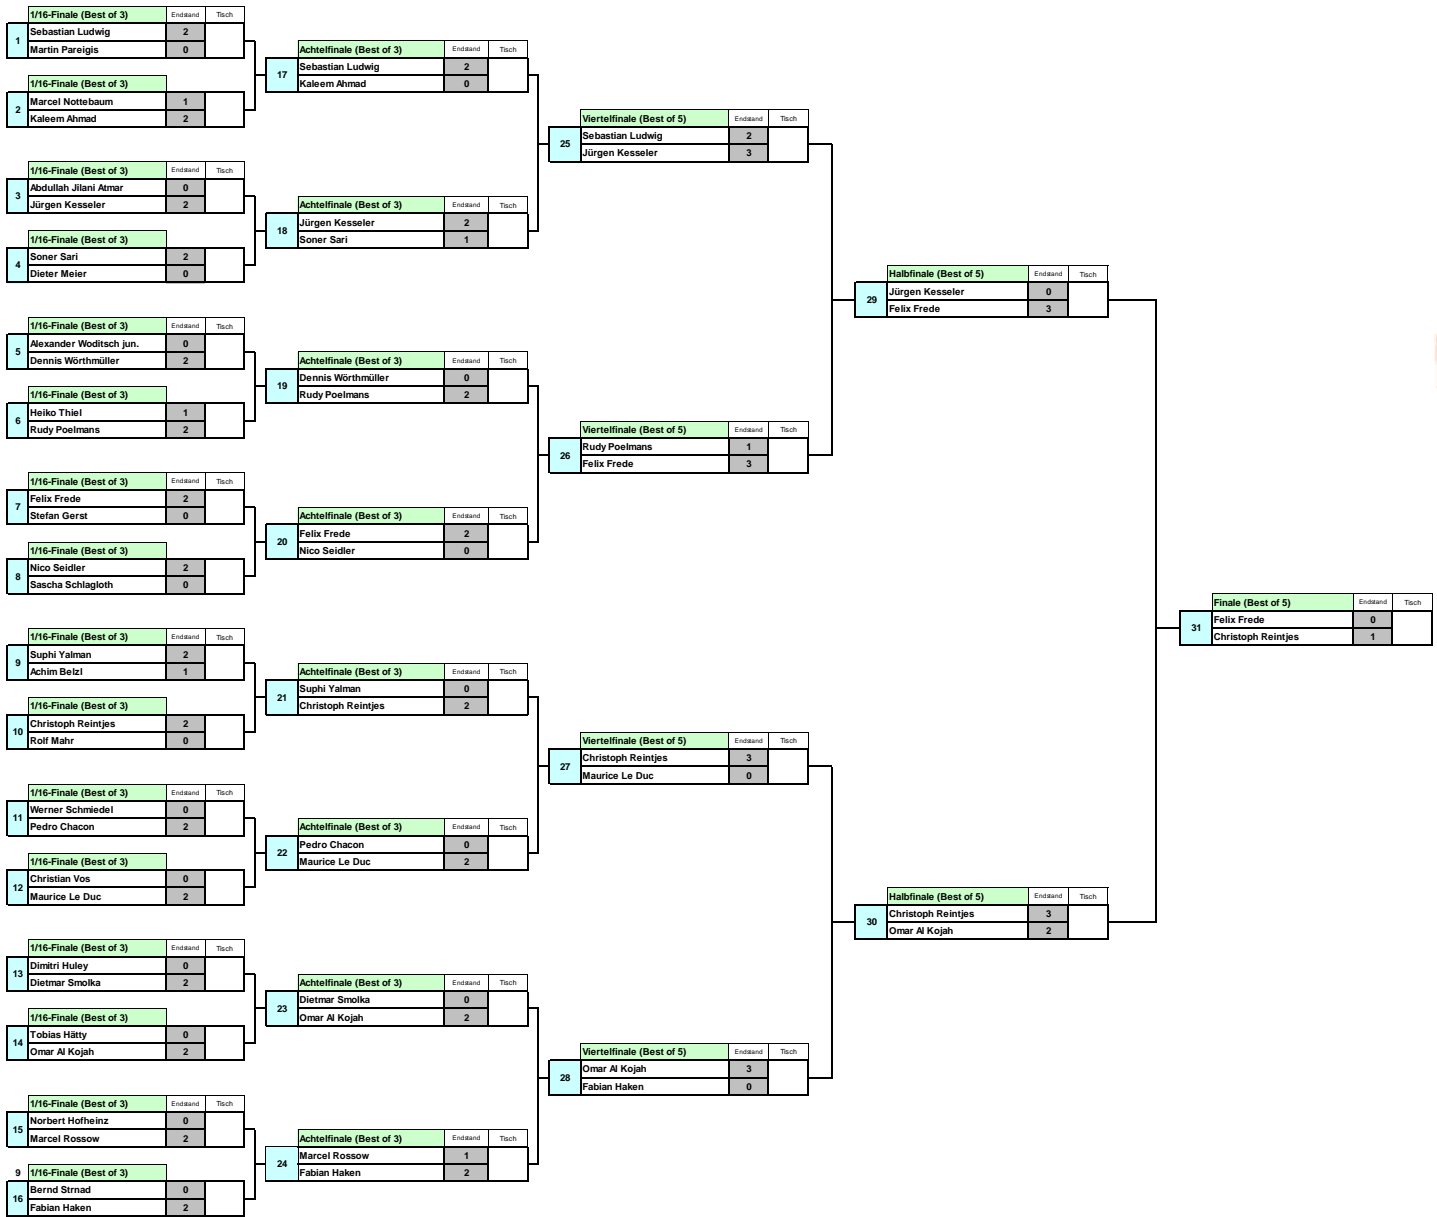 1/16-Finale (Best of 3) Endstand Tisch
1 Sebastian Ludwig 2
Martin Pareigis 0
1/16-Finale (Best of 3)
2 Marcel Nottebaum 1
Kaleem Ahmad 2
1/16-Finale (Best of 3) Endstand Tisch
3 Abdullah Jilani Atmar 0
Jürgen Kesseler 2
1/16-Finale (Best of 3)
4 Soner Sari 2
Dieter Meier 0
1/16-Finale (Best of 3) Endstand Tisch
5 Alexander Woditsch jun. 0
Dennis Wörthmüller 2
1/16-Finale (Best of 3)
6 Heiko Thiel 1
Rudy Poelmans 2
1/16-Finale (Best of 3) Endstand Tisch
7 Felix Frede 2
Stefan Gerst 0
1/16-Finale (Best of 3)
8 Nico Seidler 2
Sascha Schlagloth 0
1/16-Finale (Best of 3) Endstand Tisch
9 Suphi Yalman 2
Achim Belzl 1
1/16-Finale (Best of 3)
10 Christoph Reintjes 2
Rolf Mahr 0
1/16-Finale (Best of 3) Endstand Tisch
11 Werner Schmiedel 0
Pedro Chacon 2
1/16-Finale (Best of 3)
12 Christian Vos 0
Maurice Le Duc 2
1/16-Finale (Best of 3) Endstand Tisch
13 Dimitri Huley 0
Dietmar Smolka 2
1/16-Finale (Best of 3)
14 Tobias Hätty 0
Omar Al Kojah 2
1/16-Finale (Best of 3) Endstand Tisch
15 Norbert Hofheinz 0
Marcel Rossow 2
9 1/16-Finale (Best of 3)
16 Bernd Strnad 0
Fabian Haken 2
Achtelfinale (Best of 3) Endstand Tisch
17 Sebastian Ludwig 2
Kaleem Ahmad 0
Achtelfinale (Best of 3) Endstand Tisch
18 Jürgen Kesseler 2
Soner Sari 1
Achtelfinale (Best of 3) Endstand Tisch
19 Dennis Wörthmüller 0
Rudy Poelmans 2
Achtelfinale (Best of 3) Endstand Tisch
20 Felix Frede 2
Nico Seidler 0
Achtelfinale (Best of 3) Endstand Tisch
21 Suphi Yalman 0
Christoph Reintjes 2
Achtelfinale (Best of 3) Endstand Tisch
22 Pedro Chacon 0
Maurice Le Duc 2
Achtelfinale (Best of 3) Endstand Tisch
23 Dietmar Smolka 0
Omar Al Kojah 2
Achtelfinale (Best of 3) Endstand Tisch
24 Marcel Rossow 1
Fabian Haken 2
Viertelfinale (Best of 5) Endstand Tisch
25 Sebastian Ludwig 2
Jürgen Kesseler 3
Viertelfinale (Best of 5) Endstand Tisch
26 Rudy Poelmans 1
Felix Frede 3
Viertelfinale (Best of 5) Endstand Tisch
27 Christoph Reintjes 3
Maurice Le Duc 0
Viertelfinale (Best of 5) Endstand Tisch
28 Omar Al Kojah 3
Fabian Haken 0
Halbfinale (Best of 5) Endstand Tisch
29 Jürgen Kesseler 0
Felix Frede 3
Halbfinale (Best of 5) Endstand Tisch
30 Christoph Reintjes 3
Omar Al Kojah 2
Finale (Best of 5) Endstand Tisch
31 Felix Frede 0
Christoph Reintjes 1